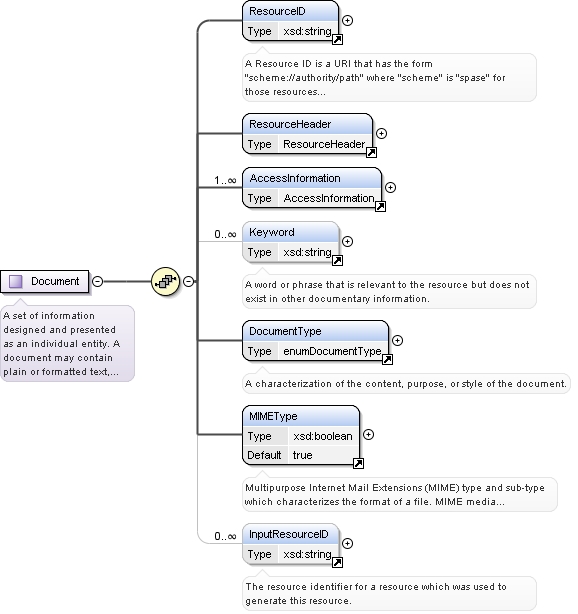 ResourceID
Type xsd:string
A Resource ID is a URI that has the form
"scheme://authority/path" where "scheme" is "spase" for
those resources...
ResourceHeader
Type ResourceHeader
1..∞
AccessInformation
Type AccessInformation
0..∞
Keyword
Type xsd:string
A word or phrase that is relevant to the resource but does not
exist in other documentary information.
Document
A set of information
designed and presented
as an individual entity. A
document may contain
plain or formatted text,...
DocumentType
Type enumDocumentType
A characterization of the content, purpose, or style of the document.
MIMEType
Type xsd:boolean
Default true
Multipurpose Internet Mail Extensions (MIME) type and sub-type
which characterizes the format of a file. MIME media...
0..∞
InputResourceID
Type xsd:string
The resource identifier for a resource which was used to
generate this resource.